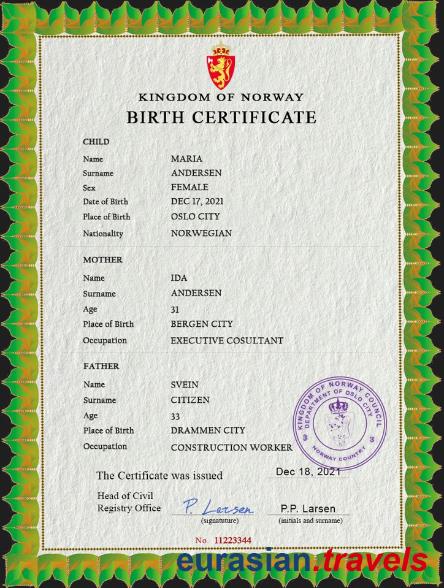 KINGDOM OF NORWAY
BIRTH CERTIFICATE
CHILD
Name MARIA
Surname ANDERSEN
Sex FEMALE
Date of Birth DEC 17, 2021
Place of Birth OSLO CITY
Nationality NORWEGIAN
MOTHER
Name IDA
Surname ANDERSEN
Age 31
Place of Birth BERGEN CITY
Occupation EXECUTIVE COSULTANT
FATHER
Name SVEIN
Surname CITIZEN
Age 33
Place of Birth DRAMMEN CITY
Occupation CONSTRUCTION WORKER
KINGDOM OF NORWAY COUNCIL
DEPARTMENT OF OSLO CITY
NORWAY COUNTRY
The Certificate was issued Dec 18, 2021
Head of Civil
Registry Office P. Larsen P.P. Larsen
(signatuture) (initials and surname)
No 11223344
eurasian.travels